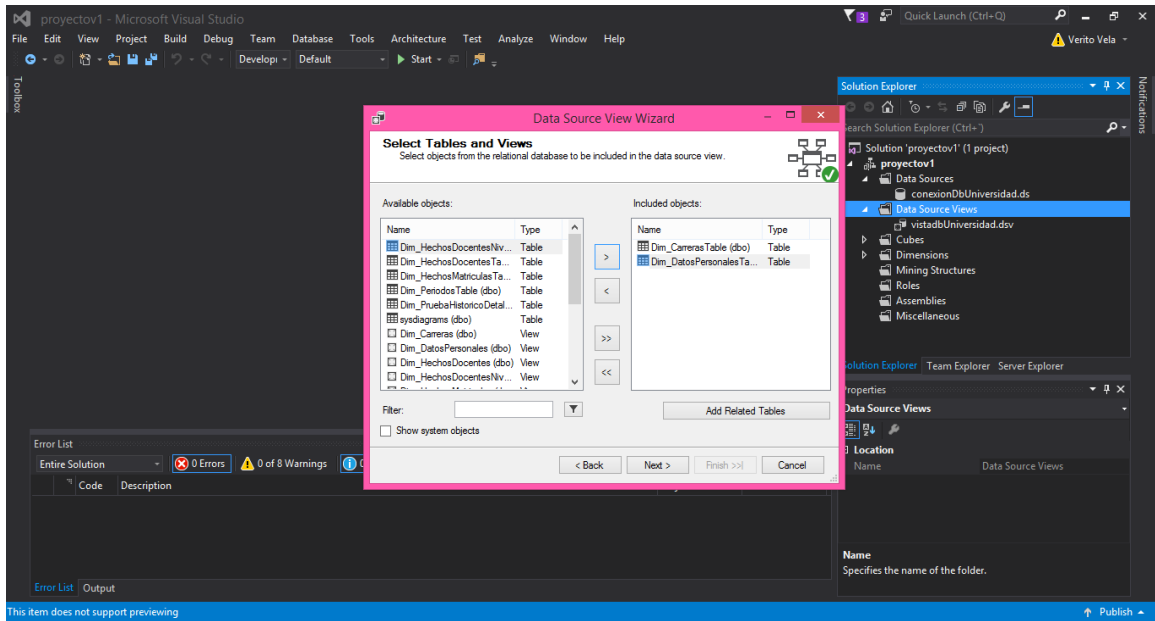 proyectov1 - Microsoft Visual Studio
3
Quick Launch (Ctrl+Q)
File Edit View Project Build Debug Team Database Tools Architecture Test Analyze Window Help
Verito Vela
Developi Default Start
Toolbox
Notifications
Data Source View Wizard
Select Tables and Views
Select objects from the relational database to be included in the data source view.
Available objects:
Name Type
Dim_HechosDocentesNiv... Table
Dim_HechosDocentesTa... Table
Dim_HechosMatriculasTa... Table
Dim_PeriodosTable (dbo) Table
Dim_PruebaHistoricoDetal... Table
sysdiagrams (dbo) Table
Dim_Carreras (dbo) View
Dim_DatosPersonales (dbo) View
Dim_HechosDocentes (dbo) View
Dim_HechosDocentesNiv... View
>
<
>>
<<
Included objects:
Name Type
Dim_CarrerasTable (dbo) Table
Dim_DatosPersonalesTa... Table
Filter:
Add Related Tables
Show system objects
< Back Next > Finish >>| Cancel
Solution Explorer
Search Solution Explorer (Ctrl+')
Solution 'proyectov1' (1 project)
proyectov1
Data Sources
conexionDbUniversidad.ds
Data Source Views
vistadbUniversidad.dsv
Cubes
Dimensions
Mining Structures
Roles
Assemblies
Miscellaneous
Solution Explorer Team Explorer Server Explorer
Properties
Data Source Views
Location
Name Data Source Views
Name
Specifies the name of the folder.
Error List
Entire Solution 0 Errors 0 of 8 Warnings
Code Description
Error List Output
This item does not support previewing
Publish